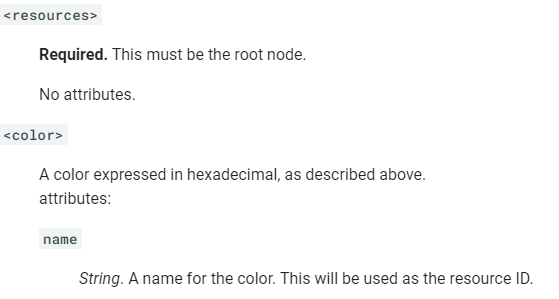 <resources>
Required. This must be the root node.
No attributes.
<color>
A color expressed in hexadecimal, as described above.
attributes:
name
String. A name for the color. This will be used as the resource ID.